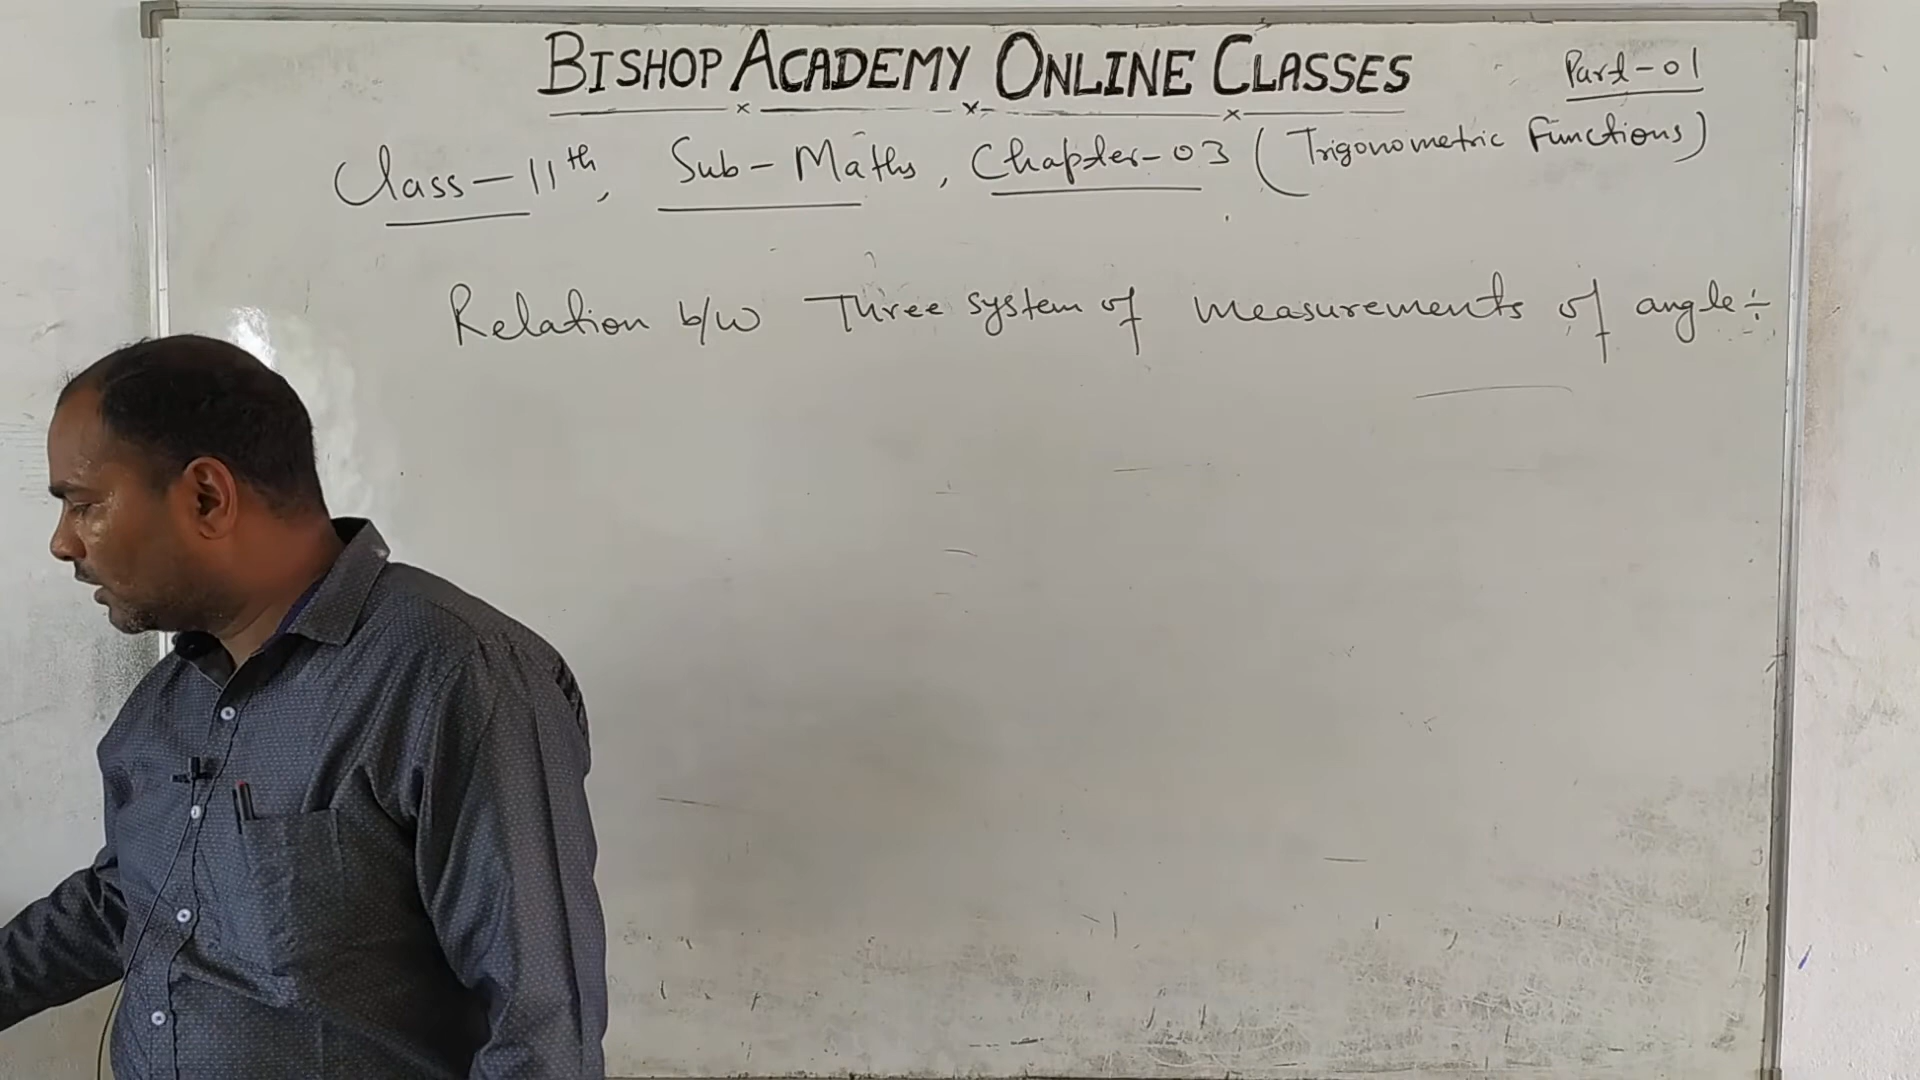 BISHOP ACADEMY ONLINE CLASSES
Part-01
Class-11th, Sub-Maths, Chapter-03 (Trigonometric Functions)
Relation b/w Three system of measurements of angle÷